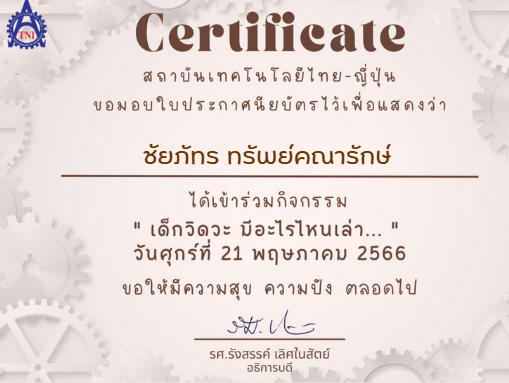 TNI
Certificate
สถาบันเทคโนโลยีไทย-ญี่ปุ่น
ขอมอบใบประกาศนียบัตรไว้เพื่อแสดงว่า
ชัยภัทร ทรัพย์คณารักษ์
ได้เข้าร่วมกิจกรรม
" เด็กวิดวะ มีอะไรไหนเล่า... "
วันศุกร์ที่ 21 พฤษภาคม 2566
ขอให้มีความสุข ความปัง ตลอดไป
รศ.รังสรรค์ เลิศในสัตย์
อธิการบดี